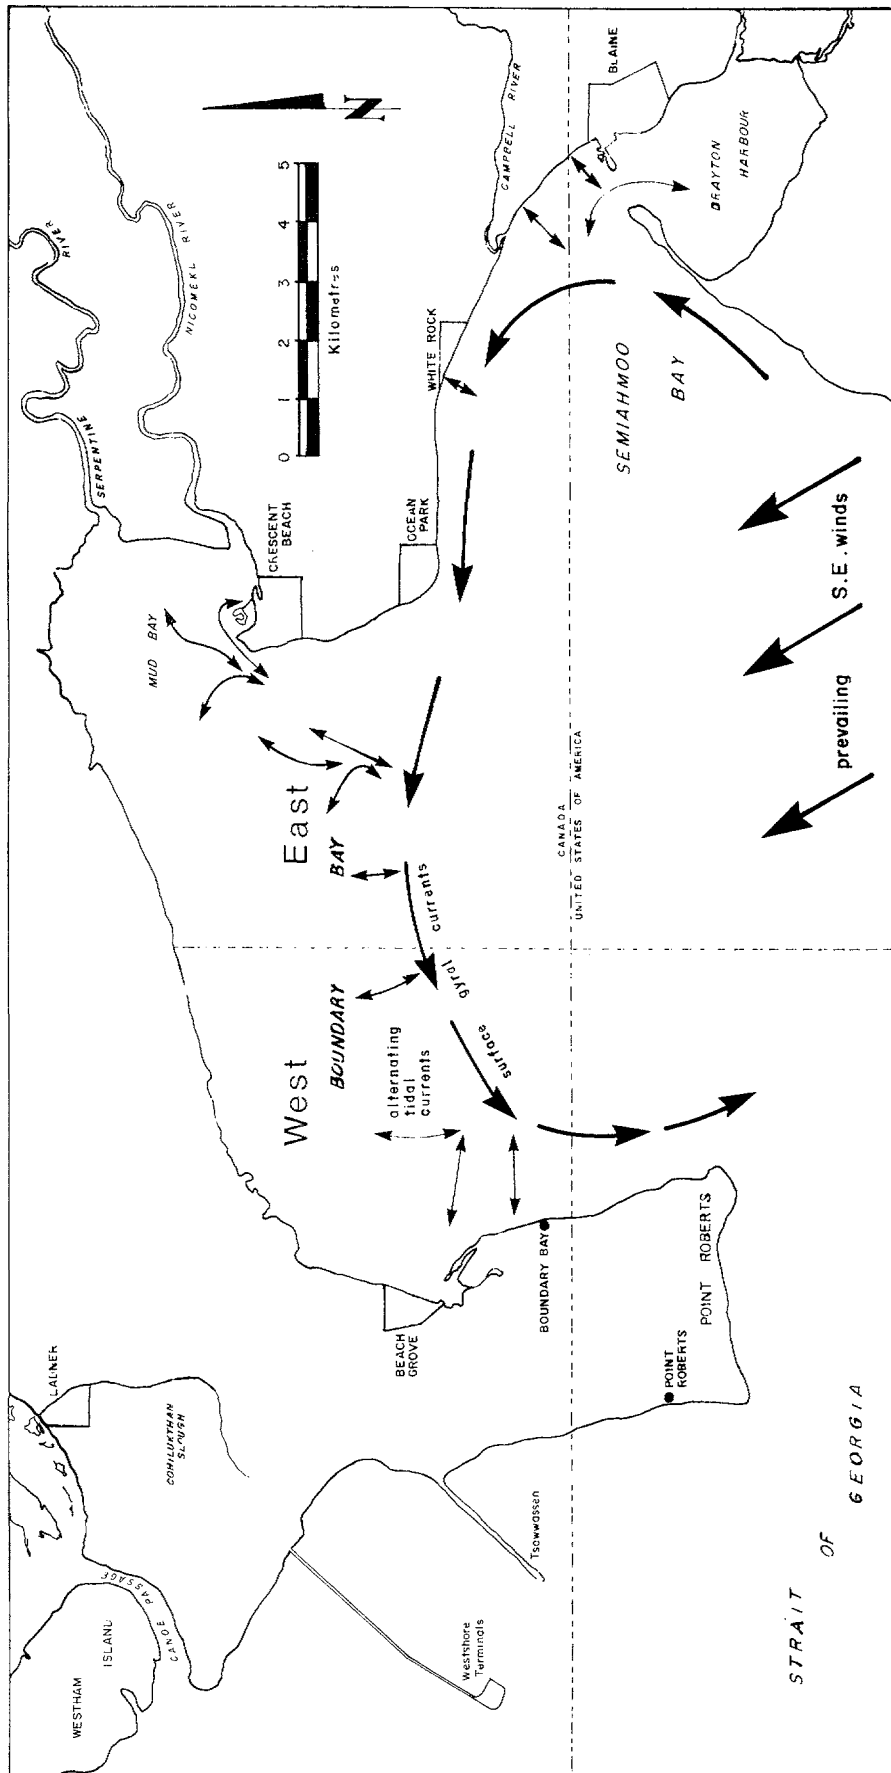 WESTHAM
ISLAND
CANOE PASSAGE
LADNER
COHILUKTHAN
SLOUGH
Westshore
Terminals
Tsawwassen
BEACH
GROVE
BOUNDARY BAY
POINT
ROBERTS
POINT ROBERTS
STRAIT OF GEORGIA
West
East
BOUNDARY
BAY
alternating
tidal
currents
surface
gyral
currents
MUD BAY
SERPENTINE
RIVER
NICOMEKL RIVER
CRESCENT
BEACH
OCEAN
PARK
WHITE ROCK
0 1 2 3 4 5
Kilometres
N
CAMPBELL RIVER
BLAINE
DRAYTON
HARBOUR
SEMIAHMOO
BAY
CANADA
UNITED STATES OF AMERICA
prevailing S.E. winds